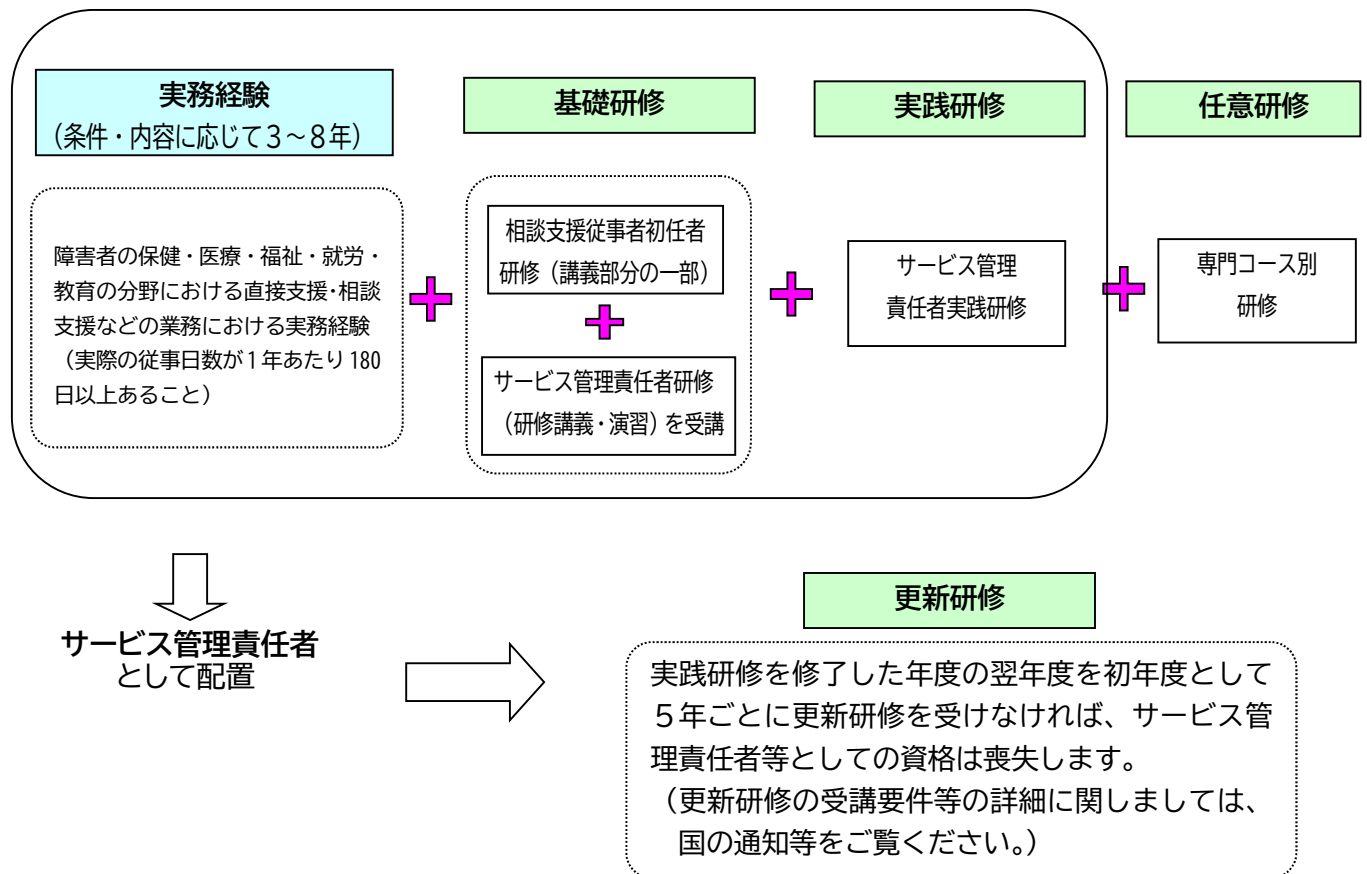 実務経験
（条件・内容に応じて３～８年）
基礎研修
実践研修
任意研修
障害者の保健・医療・福祉・就労・
教育の分野における直接支援・相談
支援などの業務における実務経験
（実際の従事日数が１年あたり 180
日以上あること）
相談支援従事者初任者
研修（講義部分の一部）
サービス管理責任者研修
（研修講義・演習）を受講
サービス管理
責任者実践研修
専門コース別
研修
サービス管理責任者
として配置
更新研修
実践研修を修了した年度の翌年度を初年度として
５年ごとに更新研修を受けなければ、サービス管
理責任者等としての資格は喪失します。
（更新研修の受講要件等の詳細に関しましては、
国の通知等をご覧ください。）